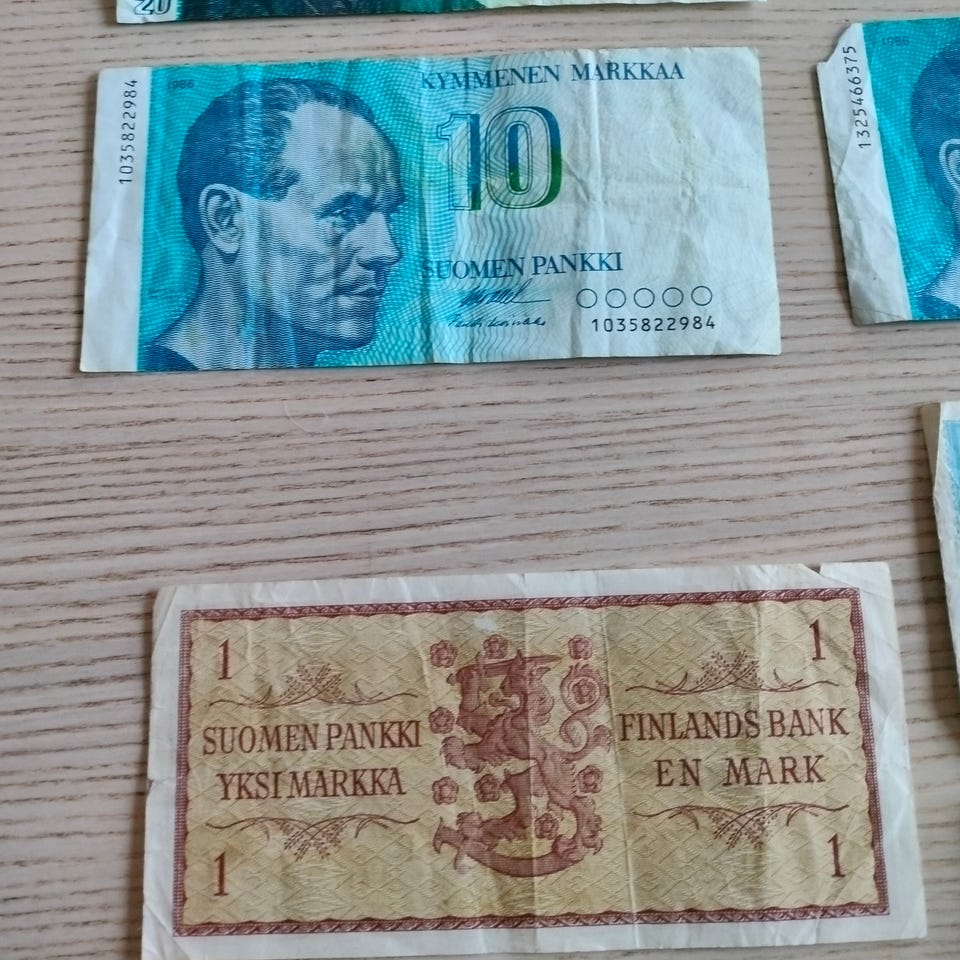 20
1035822984
1986
KYMMENEN MARKKAA
10
SUOMEN PANKKI
1035822984
1325466375
1986
1
1
SUOMEN PANKKI
YKSI MARKKA
FINLANDS BANK
EN MARK
1
1